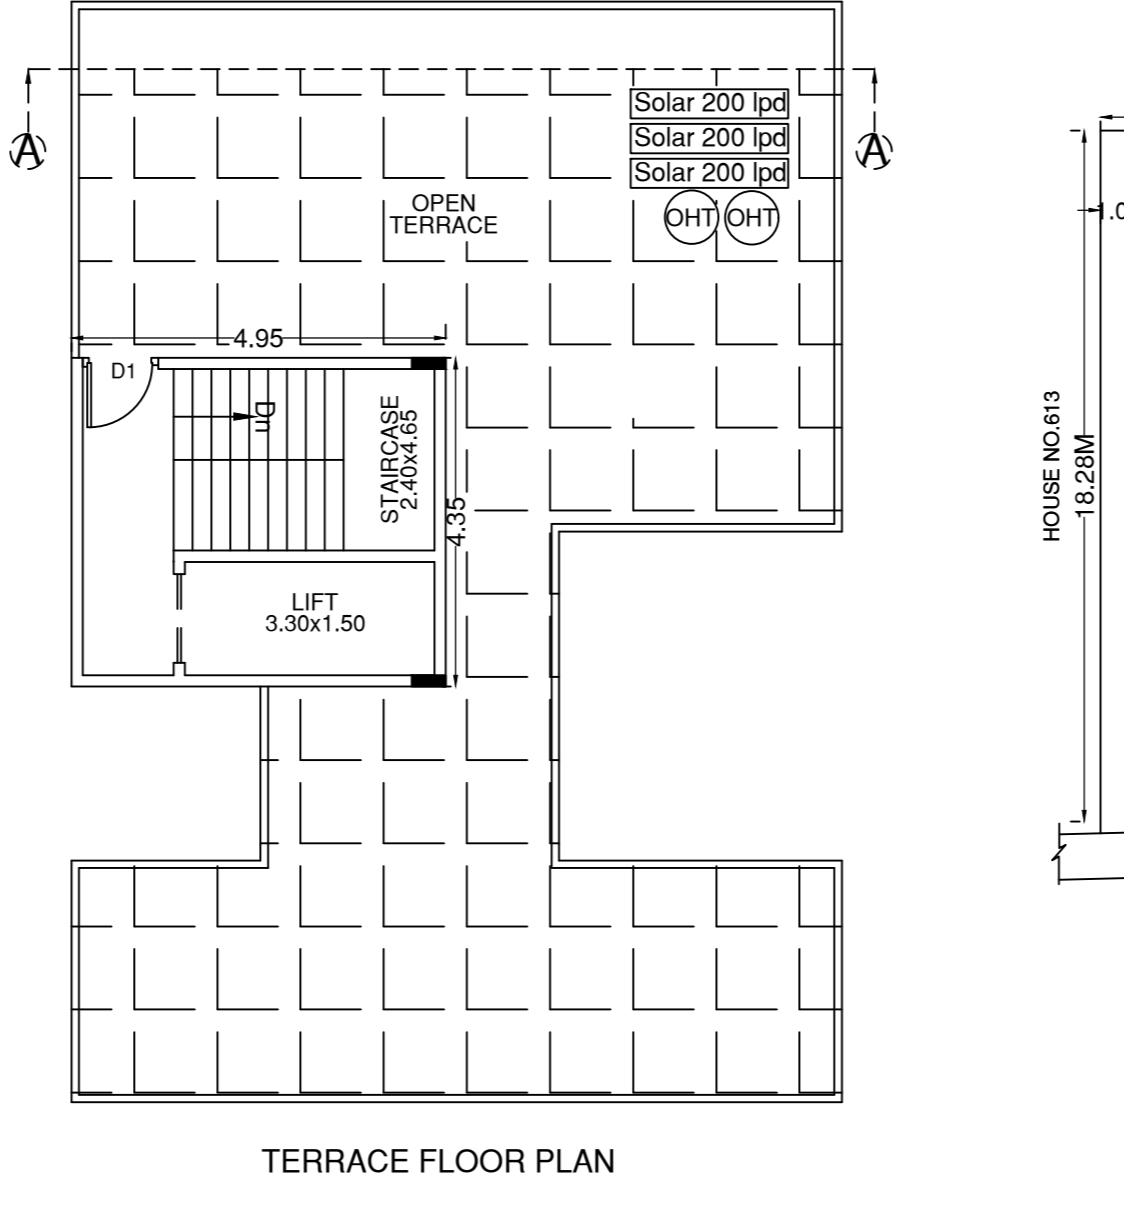 A
A
Solar 200 lpd
Solar 200 lpd
Solar 200 lpd
OHT
OHT
OPEN
TERRACE
4.95
D1
Dn
STAIRCASE
2.40x4.65
4.35
LIFT
3.30x1.50
TERRACE FLOOR PLAN
HOUSE NO.613
18.28M